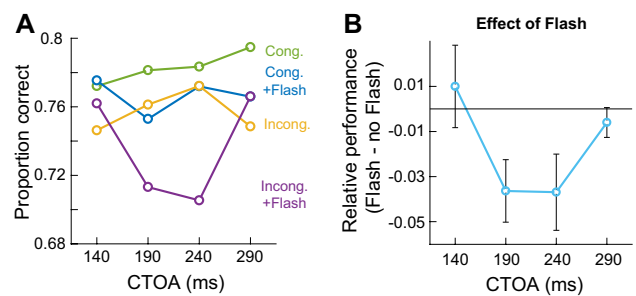 A
Proportion correct
0.8
0.76
0.72
0.68
140 190 240 290
CTOA (ms)
Cong.
Cong.
+Flash
Incong.
Incong.
+Flash
B
Effect of Flash
Relative performance
(Flash - no Flash)
0.01
-0.01
-0.03
-0.05
140 190 240 290
CTOA (ms)